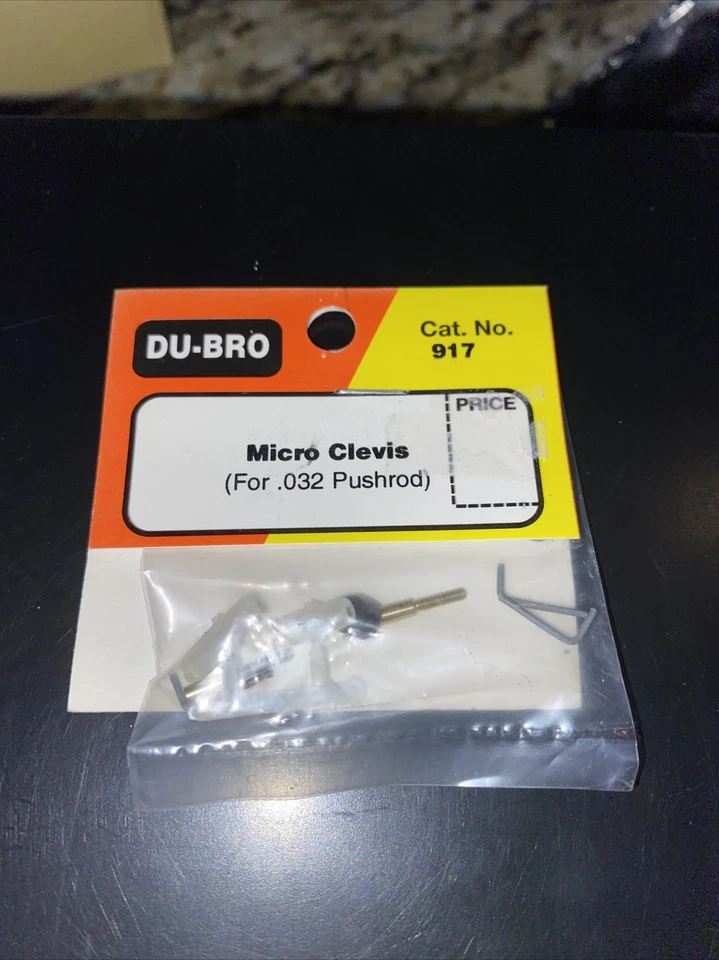 DU-BRO
Cat. No.
917
PRICE
Micro Clevis
(For .032 Pushrod)